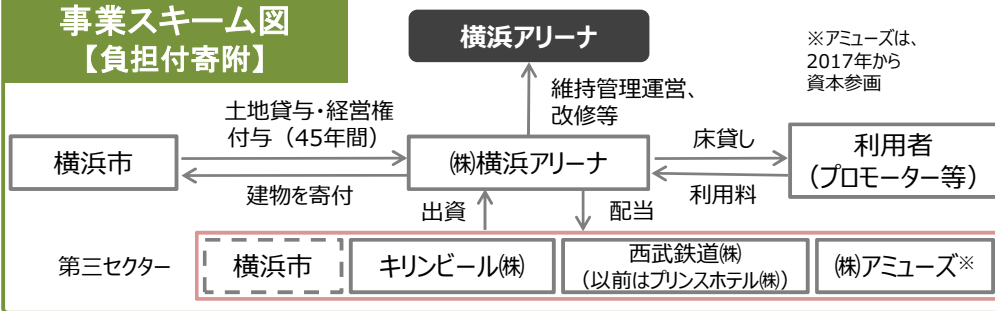 事業スキーム図
【負担付寄附】
横浜アリーナ
※アミューズは、
2017年から
資本参画
維持管理運営、
改修等
土地貸与・経営権
付与（45年間）
横浜市
㈱横浜アリーナ
床貸し
利用者
（プロモーター等）
建物を寄付
利用料
出資
配当
第三セクター
横浜市
キリンビール㈱
西武鉄道㈱
（以前はプリンスホテル㈱）
㈱アミューズ※